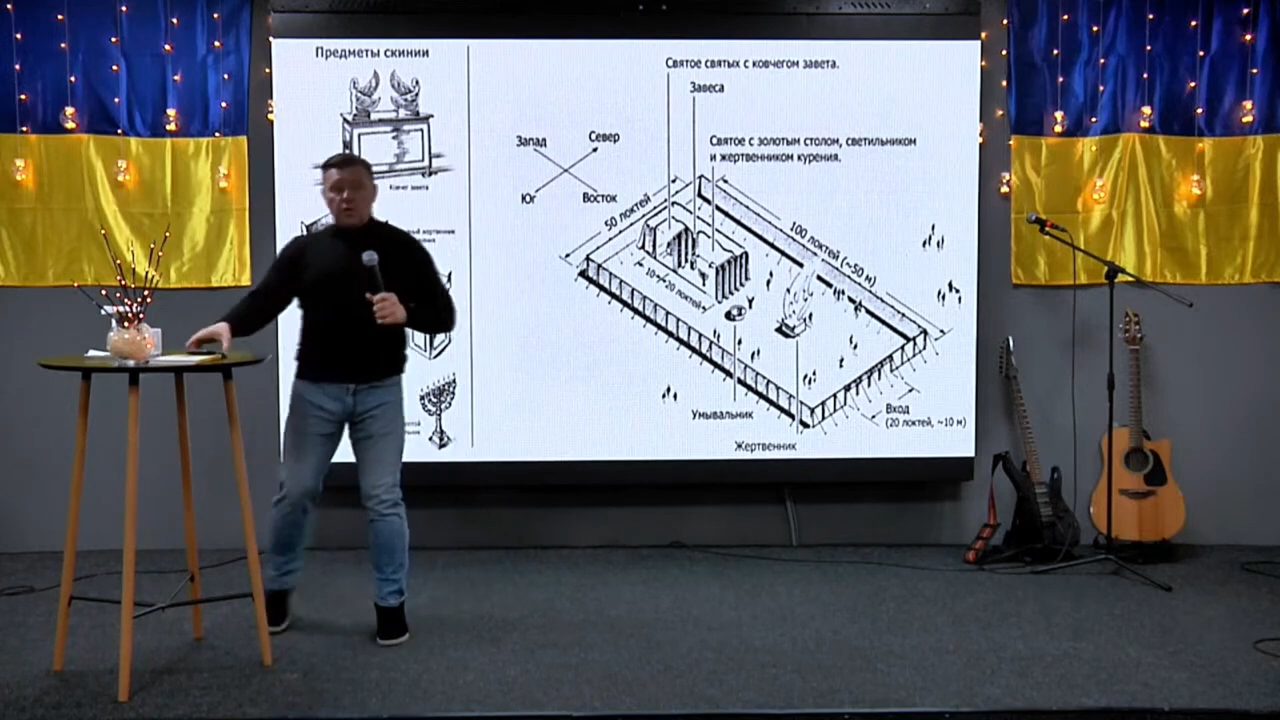 Предметы скинии
Ковчег завета
жертвенник
Святое святых с ковчегом завета.
Завеса
Святое с золотым столом, светильником
и жертвенником курения.
Запад
Север
Юг
Восток
50 локтей
100 локтей (~50 м)
10
20 локтей
Умывальник
Жертвенник
Вход
(20 локтей, ~10 м)